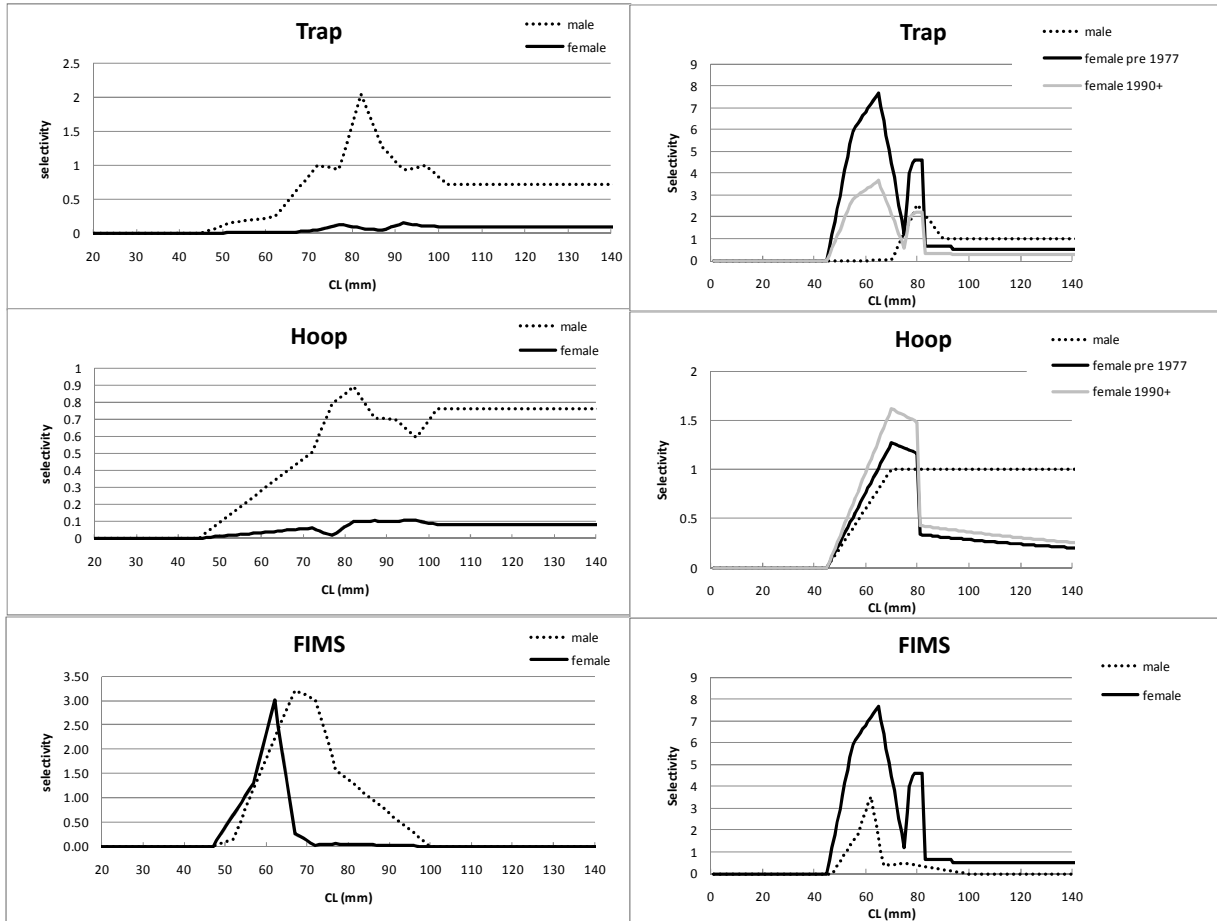 Trap
male
female
2.5
2
1.5
1
0.5
0
selectivity
20 30 40 50 60 70 80 90 100 110 120 130 140
CL (mm)
Trap
male
female pre 1977
female 1990+
9
8
7
6
5
4
3
2
1
0
Selectivity
0 20 40 60 80 100 120 140
CL (mm)
Hoop
male
female
1
0.9
0.8
0.7
0.6
0.5
0.4
0.3
0.2
0.1
0
selectivity
20 30 40 50 60 70 80 90 100 110 120 130 140
CL (mm)
Hoop
male
female pre 1977
female 1990+
2
1.5
1
0.5
0
Selectivity
0 20 40 60 80 100 120 140
CL (mm)
FIMS
male
female
3.50
3.00
2.50
2.00
1.50
1.00
0.50
0.00
selectivity
20 30 40 50 60 70 80 90 100 110 120 130 140
CL (mm)
FIMS
male
female
9
8
7
6
5
4
3
2
1
0
Selectivity
0 20 40 60 80 100 120 140
CL (mm)